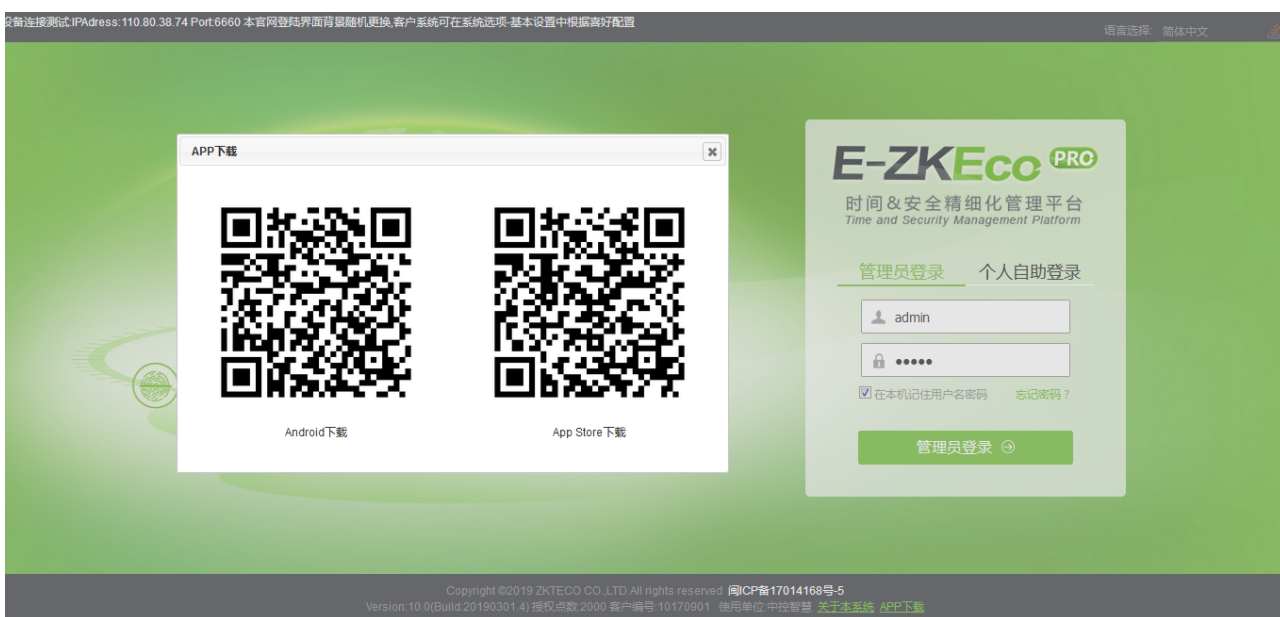 设备连接测试:IPAdress:110.80.38.74 Port:6660 本官网登陆界面背景随机更换,客户系统可在系统选项-基本设置中根据喜好配置
语言选择: 简体中文
APP下载
Android下载
App Store下载
E-ZKEco PRO
时间&安全精细化管理平台
Time and Security Management Platform
管理员登录 个人自助登录
admin
•••••
在本机记住用户名密码 忘记密码？
管理员登录
Copyright©2019 ZKTECO CO.,LTD.All rights reserved 闽ICP备17014168号-5
Version:10.0(Build:20190301.4) 授权点数:2000 客户编号:10170901 使用单位:中控智慧 关于本系统 APP下载